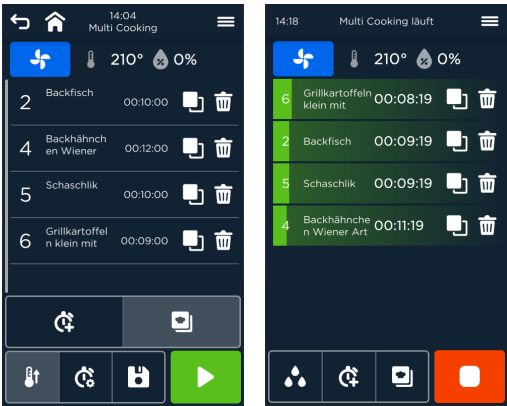 14:04
Multi Cooking
210° 0%
2 Backfisch 00:10:00
4 Backhähnch
en Wiener 00:12:00
5 Schaschlik 00:10:00
6 Grillkartoffel
n klein mit 00:09:00
14:18 Multi Cooking läuft
210° 0%
6 Grillkartoffeln
klein mit 00:08:19
2 Backfisch 00:09:19
5 Schaschlik 00:09:19
4 Backhähnche
n Wiener Art 00:11:19